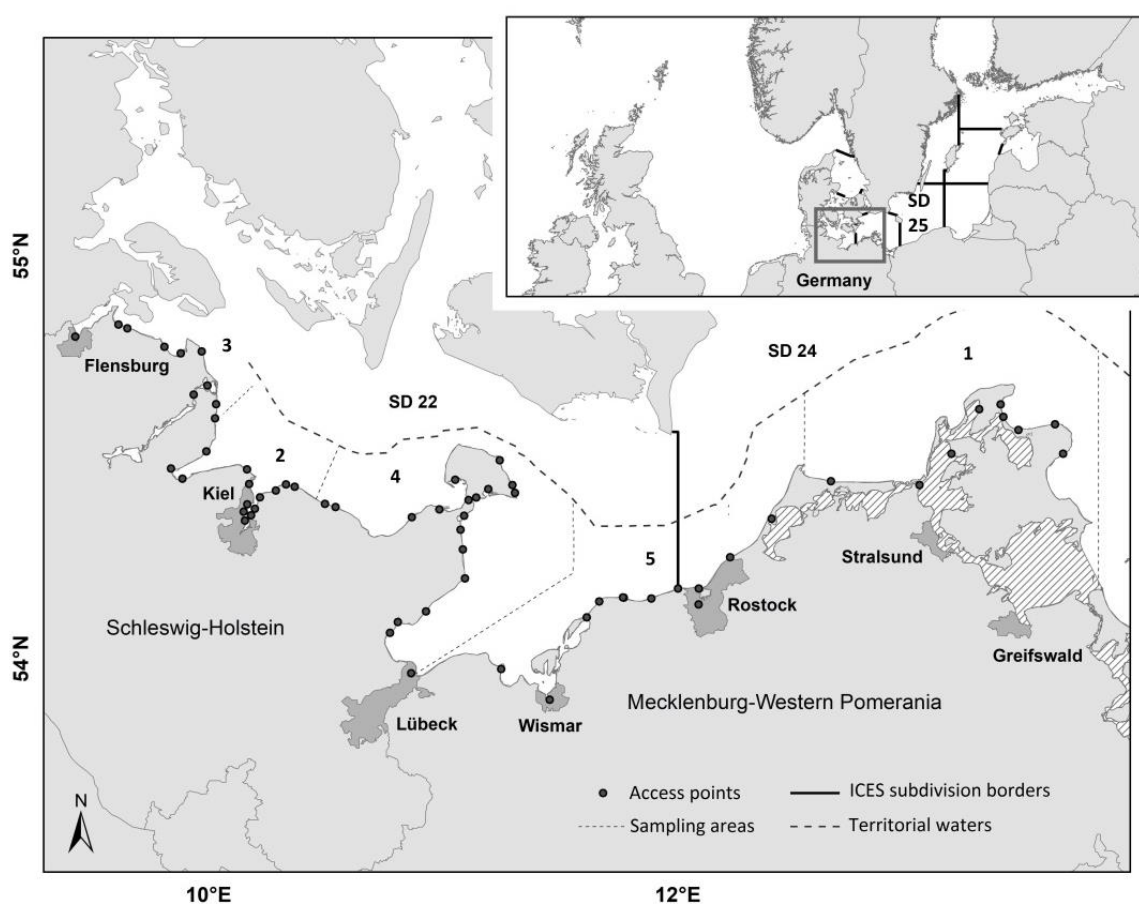 SD
25
Germany
55°N
54°N
3
Flensburg
SD 22
SD 24
1
2
4
Kiel
5
Stralsund
Rostock
Schleswig-Holstein
Greifswald
Mecklenburg-Western Pomerania
Lübeck
Wismar
N
Access points
ICES subdivision borders
Sampling areas
Territorial waters
10°E
12°E